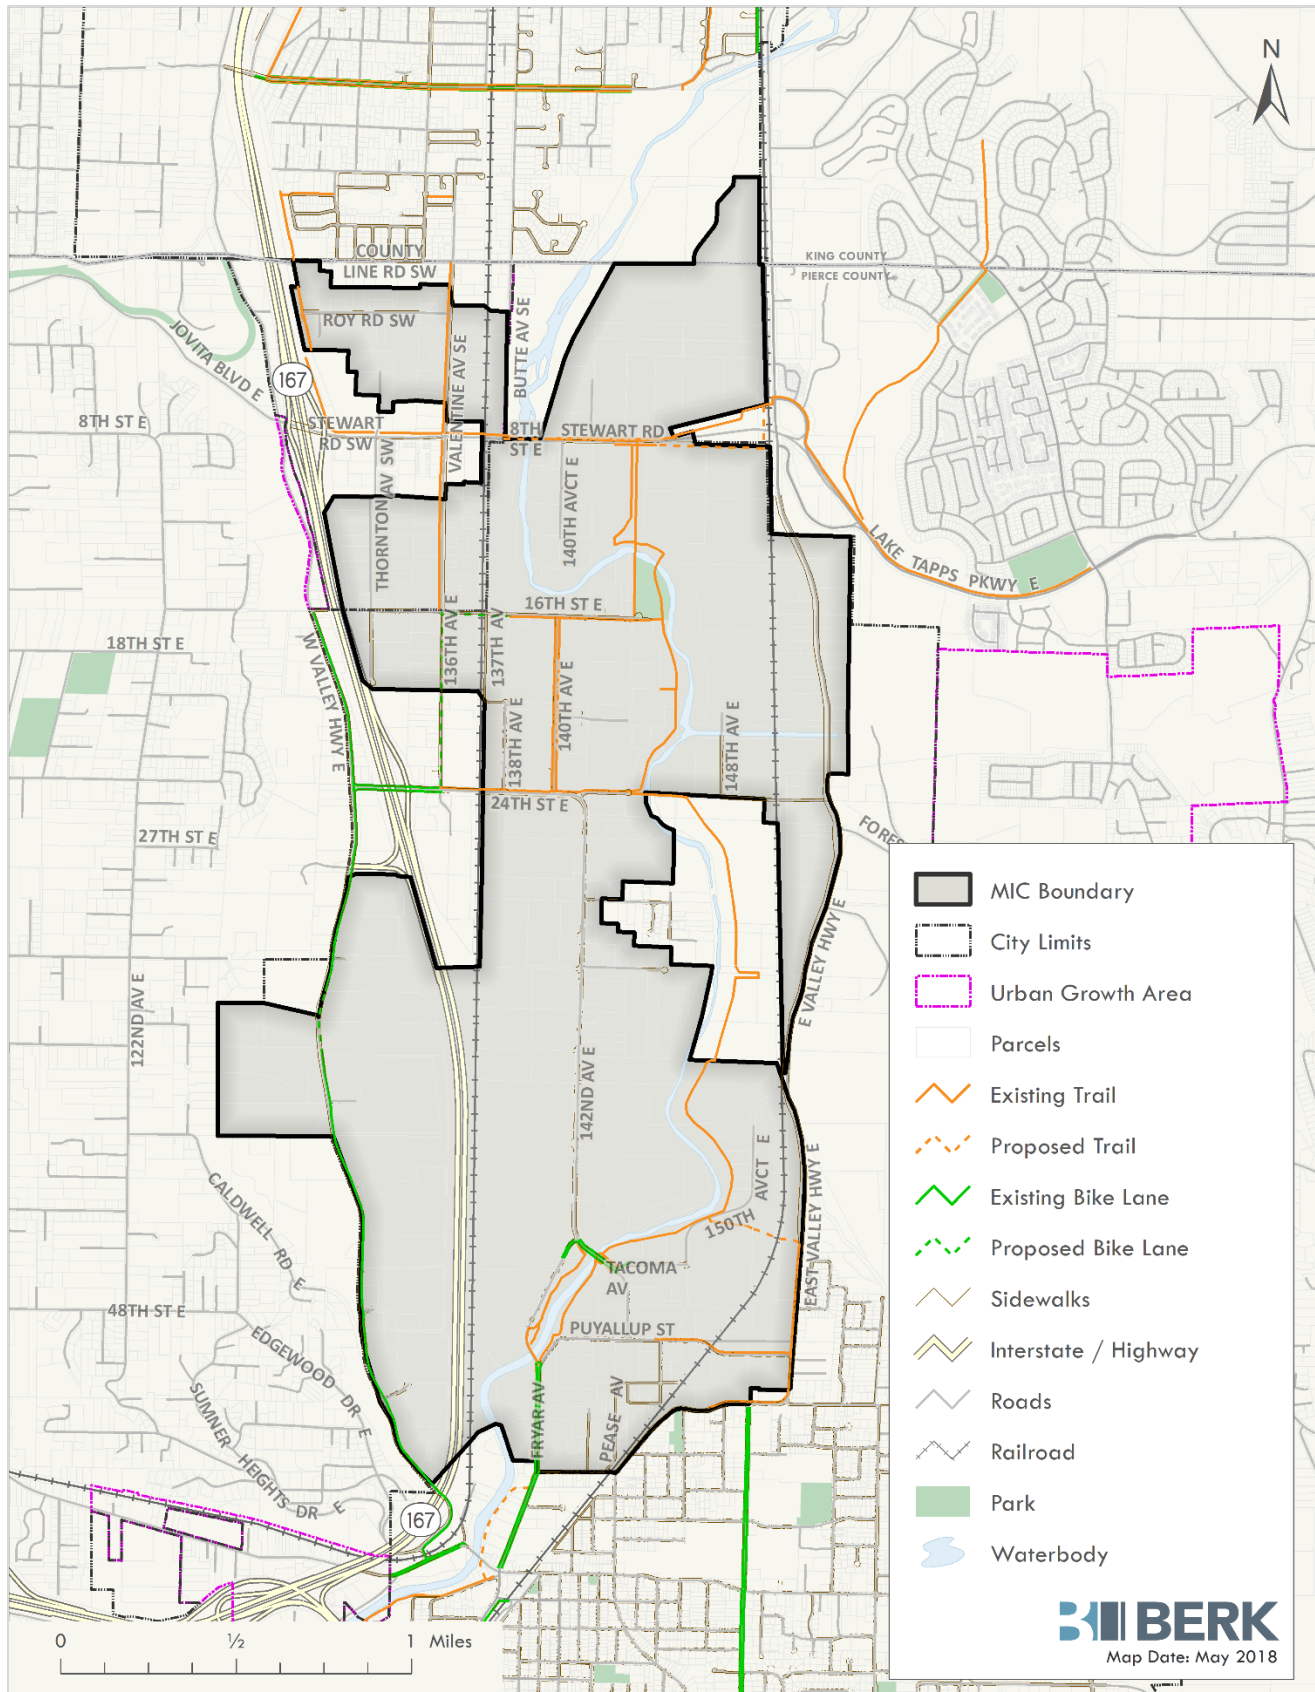 N
COUNTY
LINE RD SW
KING COUNTY
PIERCE COUNTY
ROY RD SW
JOVITA BLVD E
167
VALENTINE AV SE
BUTTE AV SE
8TH ST E
STEWART
RD SW
8TH
ST E
STEWART RD
THORNTON AV SW
140TH AVCT E
LAKE TAPPS PKWY E
16TH ST E
18TH ST E
W VALLEY HWY E
136TH AV E
137TH AV
138TH AV E
140TH AV E
148TH AV E
24TH ST E
27TH ST E
FORES
E VALLEY HWY E
122ND AV E
142ND AV E
AVCT E
150TH
EAST VALLEY HWY E
CALDWELL RD E
TACOMA
AV
48TH ST E
PUYALLUP ST
EDGEWOOD DR E
SUMNER HEIGHTS DR E
FRYAR AV
PEASE AV
167
MIC Boundary
City Limits
Urban Growth Area
Parcels
Existing Trail
Proposed Trail
Existing Bike Lane
Proposed Bike Lane
Sidewalks
Interstate / Highway
Roads
Railroad
Park
Waterbody
BERK
Map Date: May 2018
0 ½ 1 Miles